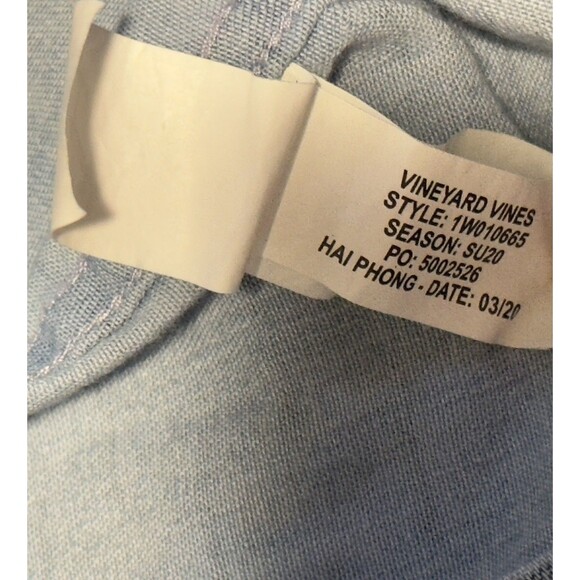 VINEYARD VINES
STYLE: 1W010665
SEASON: SU20
PO: 5002526
HAI PHONG - DATE: 03/20